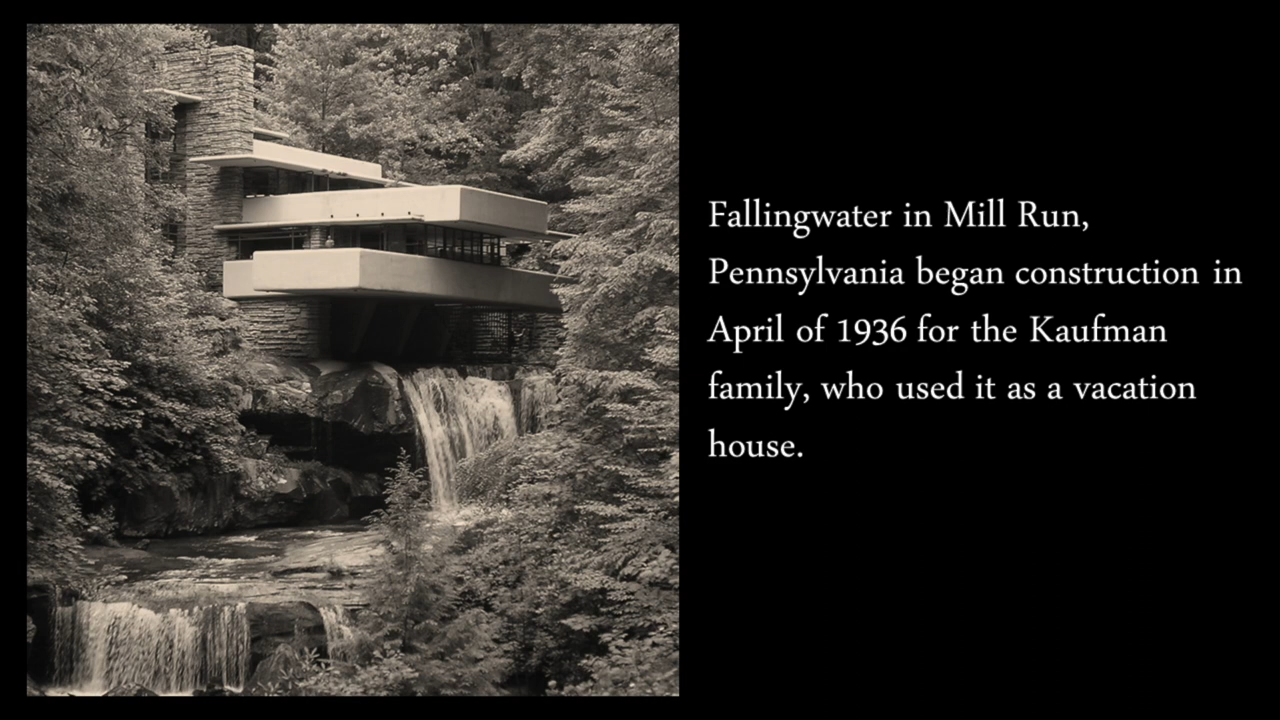 Fallingwater in Mill Run,
Pennsylvania began construction in
April of 1936 for the Kaufman
family, who used it as a vacation
house.